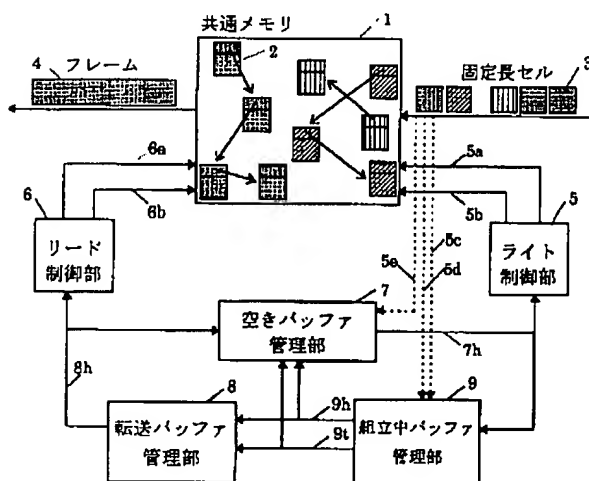 共通メモリ
1
4
フレーム
2
固定長セル
3
6a
5a
6b
5b
6
リード
制御部
5c
5d
5e
5
ライト
制御部
7
空きバッファ
管理部
7h
8h
8
転送バッファ
管理部
9h
9t
9
組立中バッファ
管理部